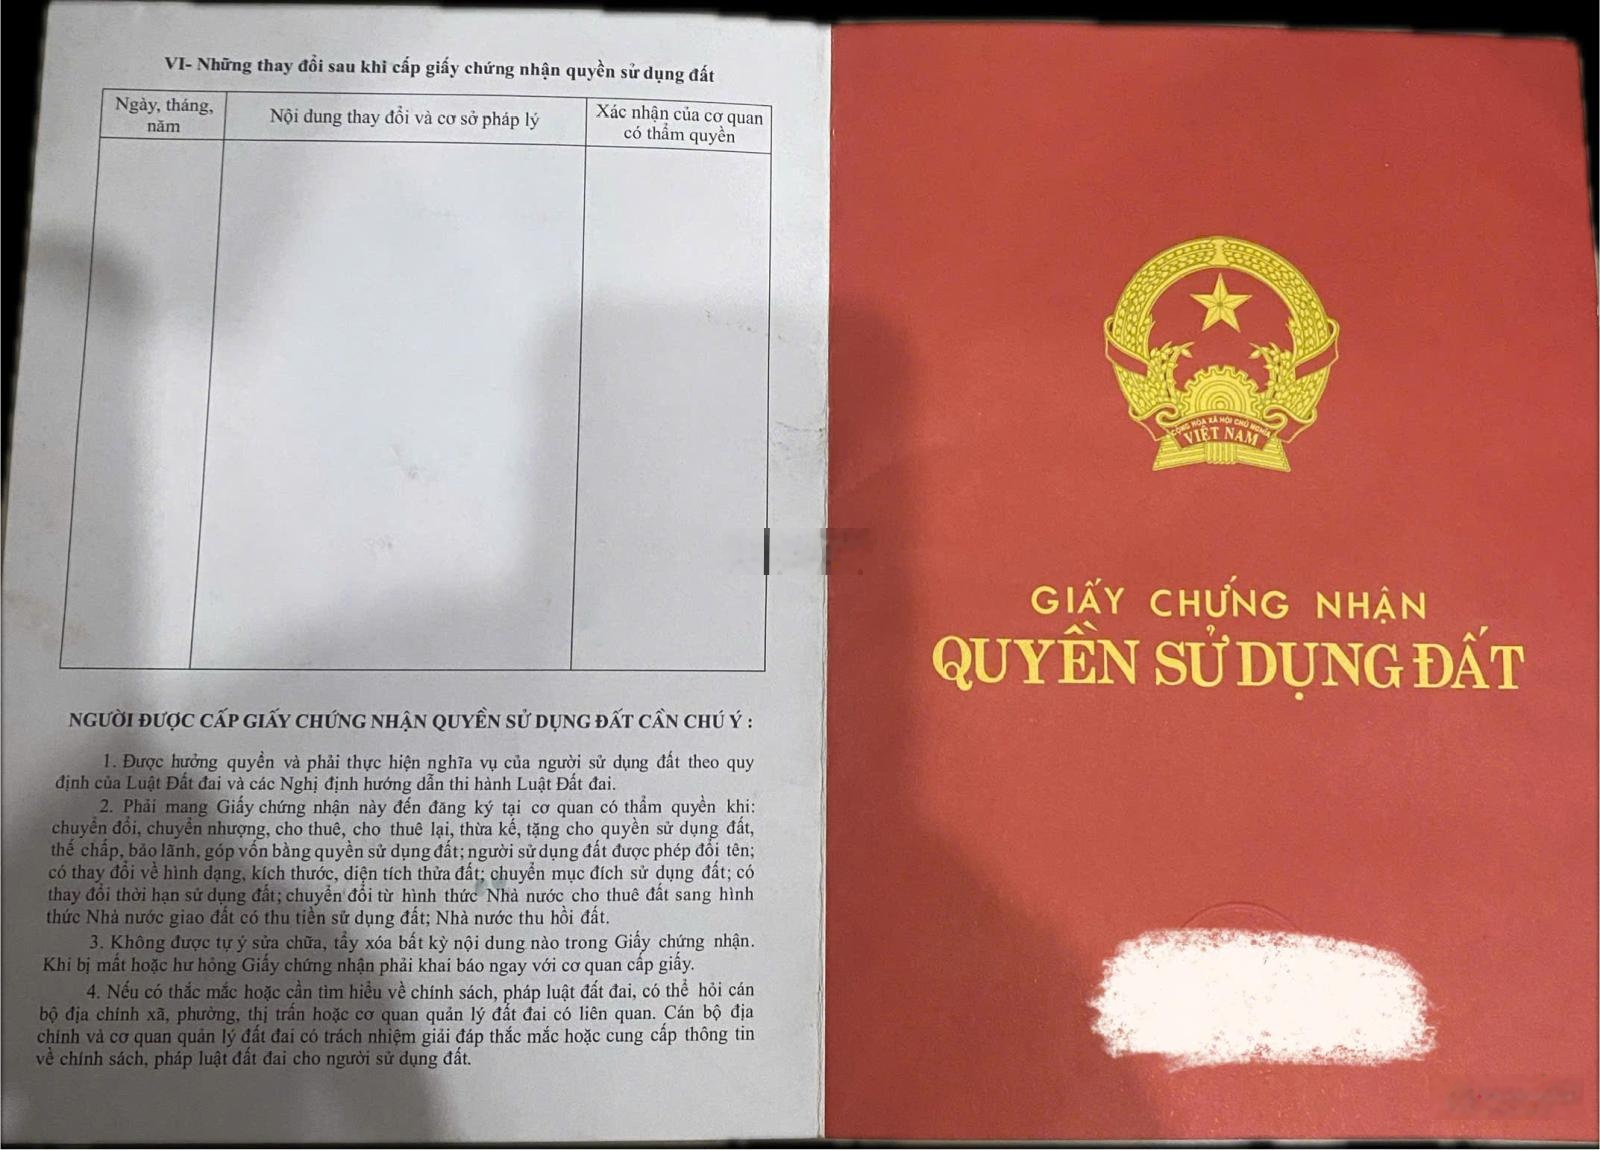 VI- Những thay đổi sau khi cấp giấy chứng nhận quyền sử dụng đất
Ngày, tháng,
năm
Nội dung thay đổi và cơ sở pháp lý
Xác nhận của cơ quan
có thẩm quyền
NGƯỜI ĐƯỢC CẤP GIẤY CHỨNG NHẬN QUYỀN SỬ DỤNG ĐẤT CẦN CHÚ Ý :
1. Được hưởng quyền và phải thực hiện nghĩa vụ của người sử dụng đất theo quy
định của Luật Đất đai và các Nghị định hướng dẫn thi hành Luật Đất đai.
2. Phải mang Giấy chứng nhận này đến đăng ký tại cơ quan có thẩm quyền khi:
chuyển đổi, chuyển nhượng, cho thuê, cho thuê lại, thừa kế, tặng cho quyền sử dụng đất,
thế chấp, bảo lãnh, góp vốn bằng quyền sử dụng đất; người sử dụng đất được phép đổi tên;
có thay đổi về hình dạng, kích thước, diện tích thửa đất; chuyển mục đích sử dụng đất; có
thay đổi thời hạn sử dụng đất; chuyển đổi từ hình thức Nhà nước cho thuê đất sang hình
thức Nhà nước giao đất có thu tiền sử dụng đất; Nhà nước thu hồi đất.
3. Không được tự ý sửa chữa, tẩy xóa bất kỳ nội dung nào trong Giấy chứng nhận.
Khi bị mất hoặc hư hỏng Giấy chứng nhận phải khai báo ngay với cơ quan cấp giấy.
4. Nếu có thắc mắc hoặc cần tìm hiểu về chính sách, pháp luật đất đai, có thể hỏi cán
bộ địa chính xã, phường, thị trấn hoặc cơ quan quản lý đất đai có liên quan. Cán bộ địa
chính và cơ quan quản lý đất đai có trách nhiệm giải đáp thắc mắc hoặc cung cấp thông tin
về chính sách, pháp luật đất đai cho người sử dụng đất.
CỘNG HÒA XÃ HỘI CHỦ NGHĨA
VIỆT NAM
GIẤY CHỨNG NHẬN
QUYỀN SỬ DỤNG ĐẤT